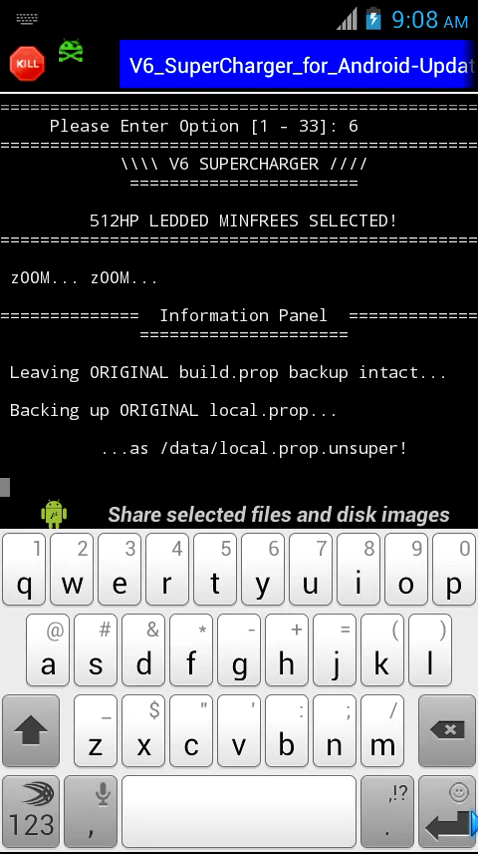 9:08 AM
KILL
V6_SuperCharger_for_Android-Updat
================================================
Please Enter Option [1 - 33]: 6
================================================
\\\\ V6 SUPERCHARGER ////
=======================
512HP LEDDED MINFREES SELECTED!
================================================
zOOM... zOOM...
============== Information Panel =============
=====================
Leaving ORIGINAL build.prop backup intact...
Backing up ORIGINAL local.prop...
...as /data/local.prop.unsuper!
Share selected files and disk images
1 2 3 4 5 6 7 8 9 0
q w e r t y u i o p
@ # & * - + = ( )
a s d f g h j k l
_ $ " ' : ; /
z x c v b n m
,!?
123 , .